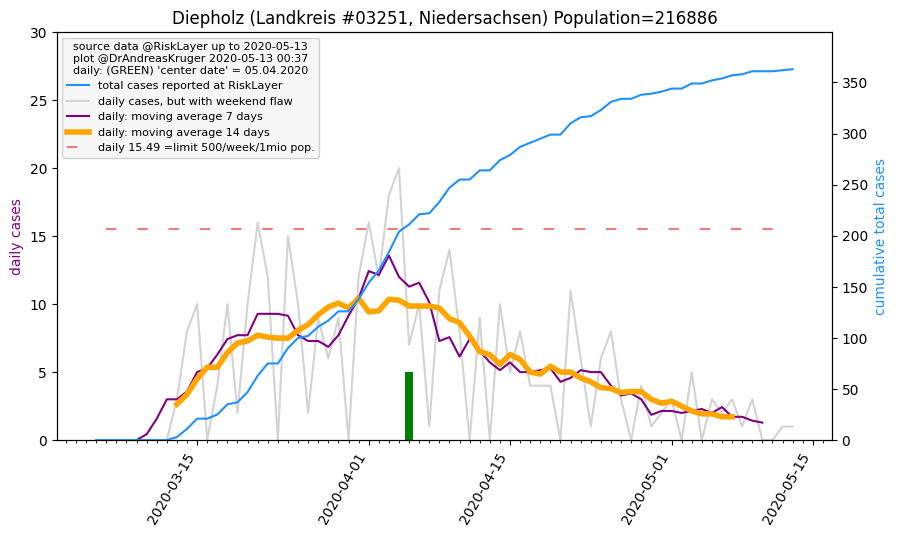 Diepholz (Landkreis #03251, Niedersachsen) Population=216886
source data @RiskLayer up to 2020-05-13
plot @DrAndreasKruger 2020-05-13 00:37
daily: (GREEN) 'center date' = 05.04.2020
total cases reported at RiskLayer
daily cases, but with weekend flaw
daily: moving average 7 days
daily: moving average 14 days
daily 15.49 =limit 500/week/1mio pop.
daily cases
30
25
20
15
10
5
0
cumulative total cases
350
300
250
200
150
100
50
0
2020-03-15
2020-04-01
2020-04-15
2020-05-01
2020-05-15